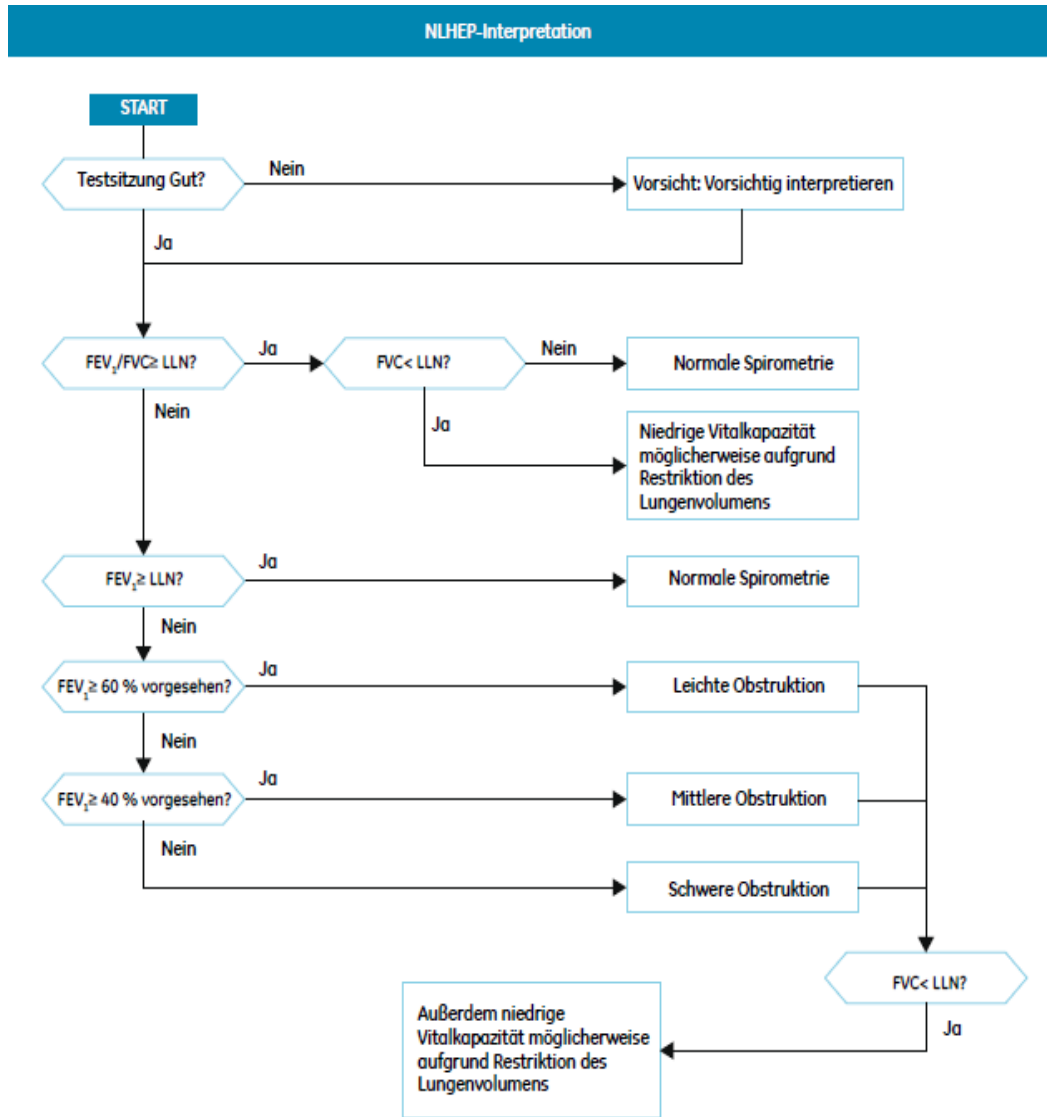 NLHEP-Interpretation
START
Testsitzung Gut?
Nein
Vorsicht: Vorsichtig interpretieren
Ja
FEV₁/FVC≥ LLN?
Ja
FVC< LLN?
Nein
Normale Spirometrie
Nein
Ja
Niedrige Vitalkapazität
möglicherweise aufgrund
Restriktion des
Lungenvolumens
FEV₁≥ LLN?
Ja
Normale Spirometrie
Nein
FEV₁≥ 60 % vorgesehen?
Ja
Leichte Obstruktion
Nein
FEV₁≥ 40 % vorgesehen?
Ja
Mittlere Obstruktion
Nein
Schwere Obstruktion
FVC< LLN?
Ja
Außerdem niedrige
Vitalkapazität möglicherweise
aufgrund Restriktion des
Lungenvolumens